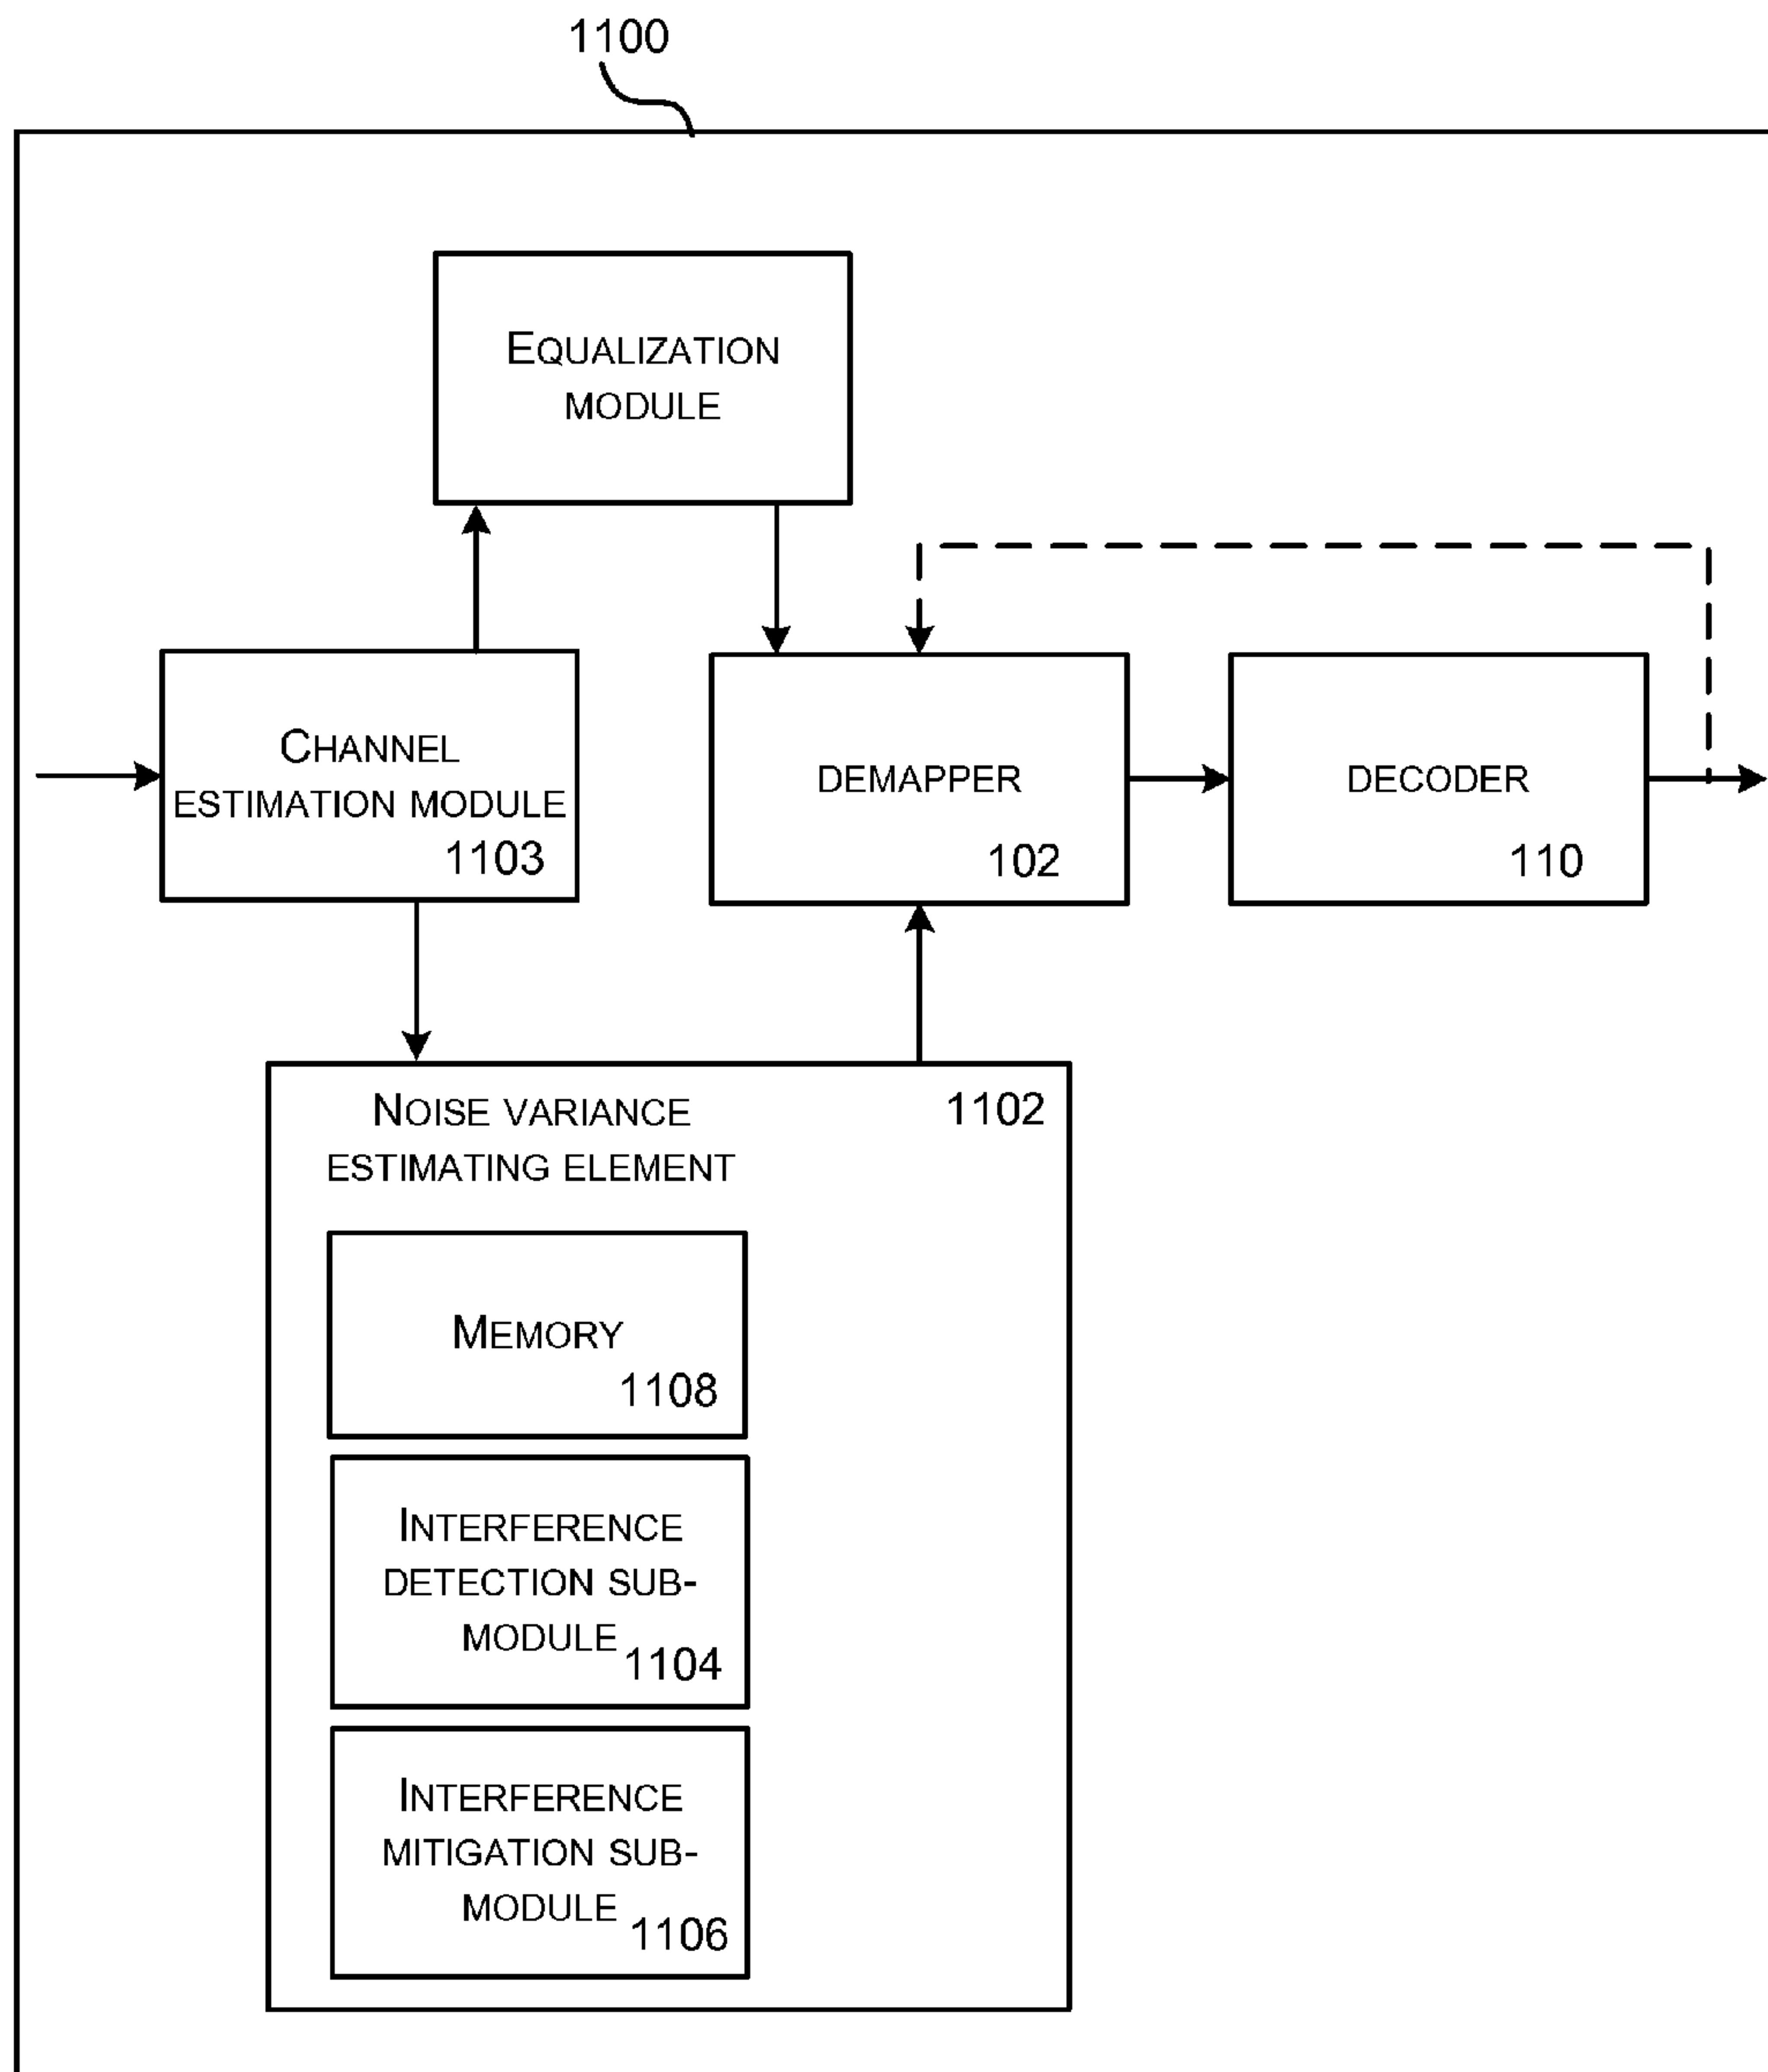 1100
EQUALIZATION
MODULE
CHANNEL
ESTIMATION MODULE
1103
DEMAPPER
102
DECODER
110
NOISE VARIANCE
ESTIMATING ELEMENT
1102
MEMORY
1108
INTERFERENCE
DETECTION SUB-
MODULE
1104
INTERFERENCE
MITIGATION SUB-
MODULE
1106